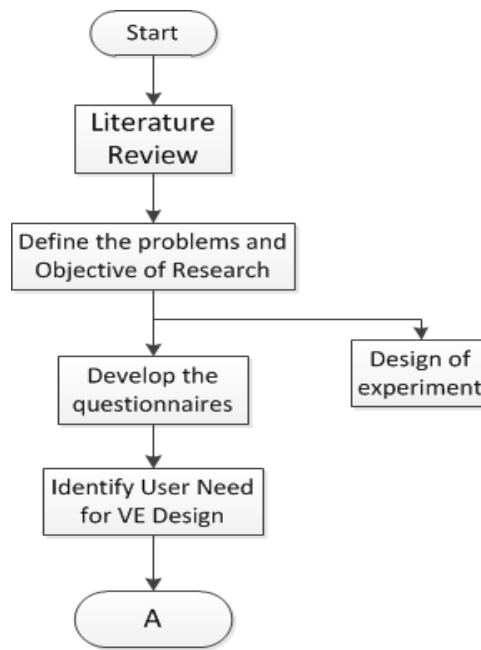 Start
Literature
Review
Define the problems and
Objective of Research
Develop the
questionnaires
Design of
experiment
Identify User Need
for VE Design
A